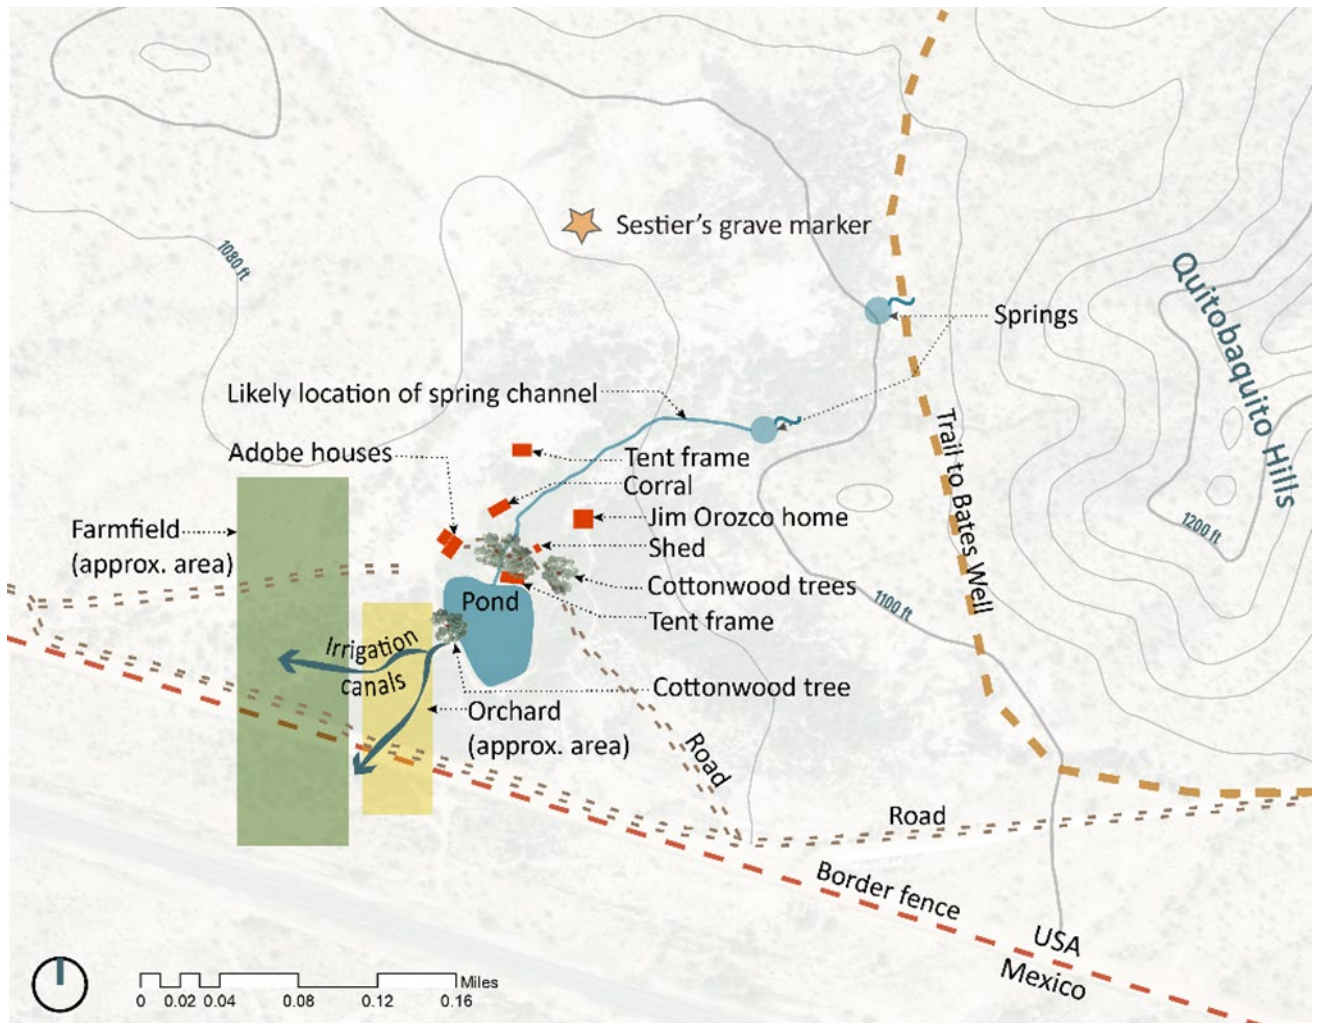 Sestier's grave marker
1080 ft
Quitobaquito Hills
Springs
Likely location of spring channel
Adobe houses
Tent frame
Corral
Trail to Bates Well
Jim Orozco home
1200 ft
Farmfield
(approx. area)
Shed
Cottonwood trees
Pond
1100 ft
Tent frame
Irrigation
canals
Cottonwood tree
Orchard
(approx. area)
Road
Road
Border fence
USA
Mexico
Miles
0 0.02 0.04 0.08 0.12 0.16